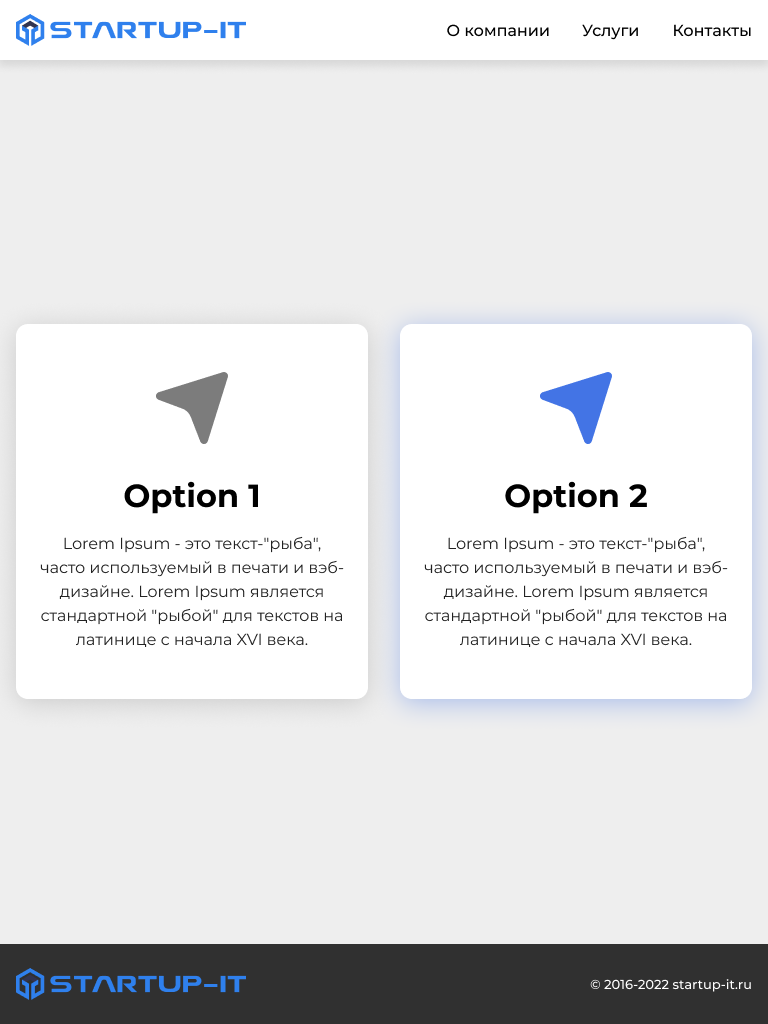 STARTUP-IT
О компании Услуги Контакты
Option 1
Lorem Ipsum - это текст-"рыба",
часто используемый в печати и вэб-
дизайне. Lorem Ipsum является
стандартной "рыбой" для текстов на
латинице с начала XVI века.
Option 2
Lorem Ipsum - это текст-"рыба",
часто используемый в печати и вэб-
дизайне. Lorem Ipsum является
стандартной "рыбой" для текстов на
латинице с начала XVI века.
STARTUP-IT
© 2016-2022 startup-it.ru